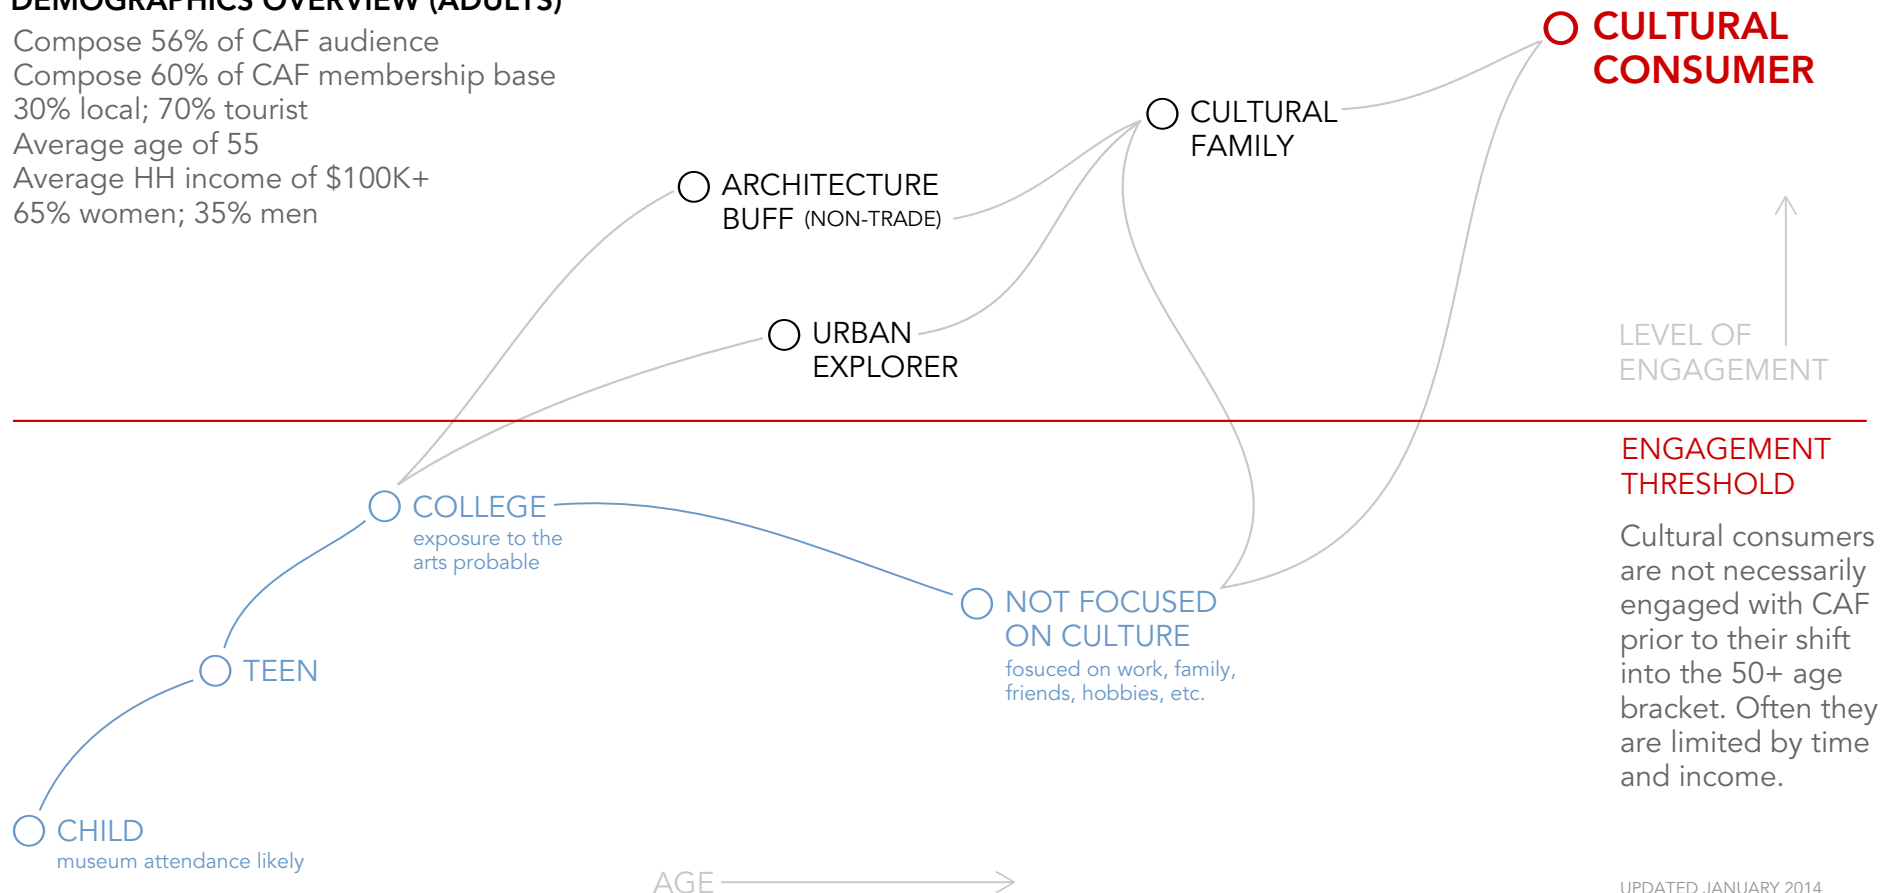 DEMOGRAPHICS OVERVIEW (ADULTS)
Compose 56% of CAF audience
Compose 60% of CAF membership base
30% local; 70% tourist
Average age of 55
Average HH income of $100K+
65% women; 35% men
CULTURAL
CONSUMER
CULTURAL
FAMILY
ARCHITECTURE
BUFF (NON-TRADE)
URBAN
EXPLORER
LEVEL OF
ENGAGEMENT
ENGAGEMENT
THRESHOLD
Cultural consumers
are not necessarily
engaged with CAF
prior to their shift
into the 50+ age
bracket. Often they
are limited by time
and income.
COLLEGE
exposure to the
arts probable
NOT FOCUSED
ON CULTURE
fosuced on work, family,
friends, hobbies, etc.
TEEN
CHILD
museum attendance likely
AGE
UPDATED JANUARY 2014